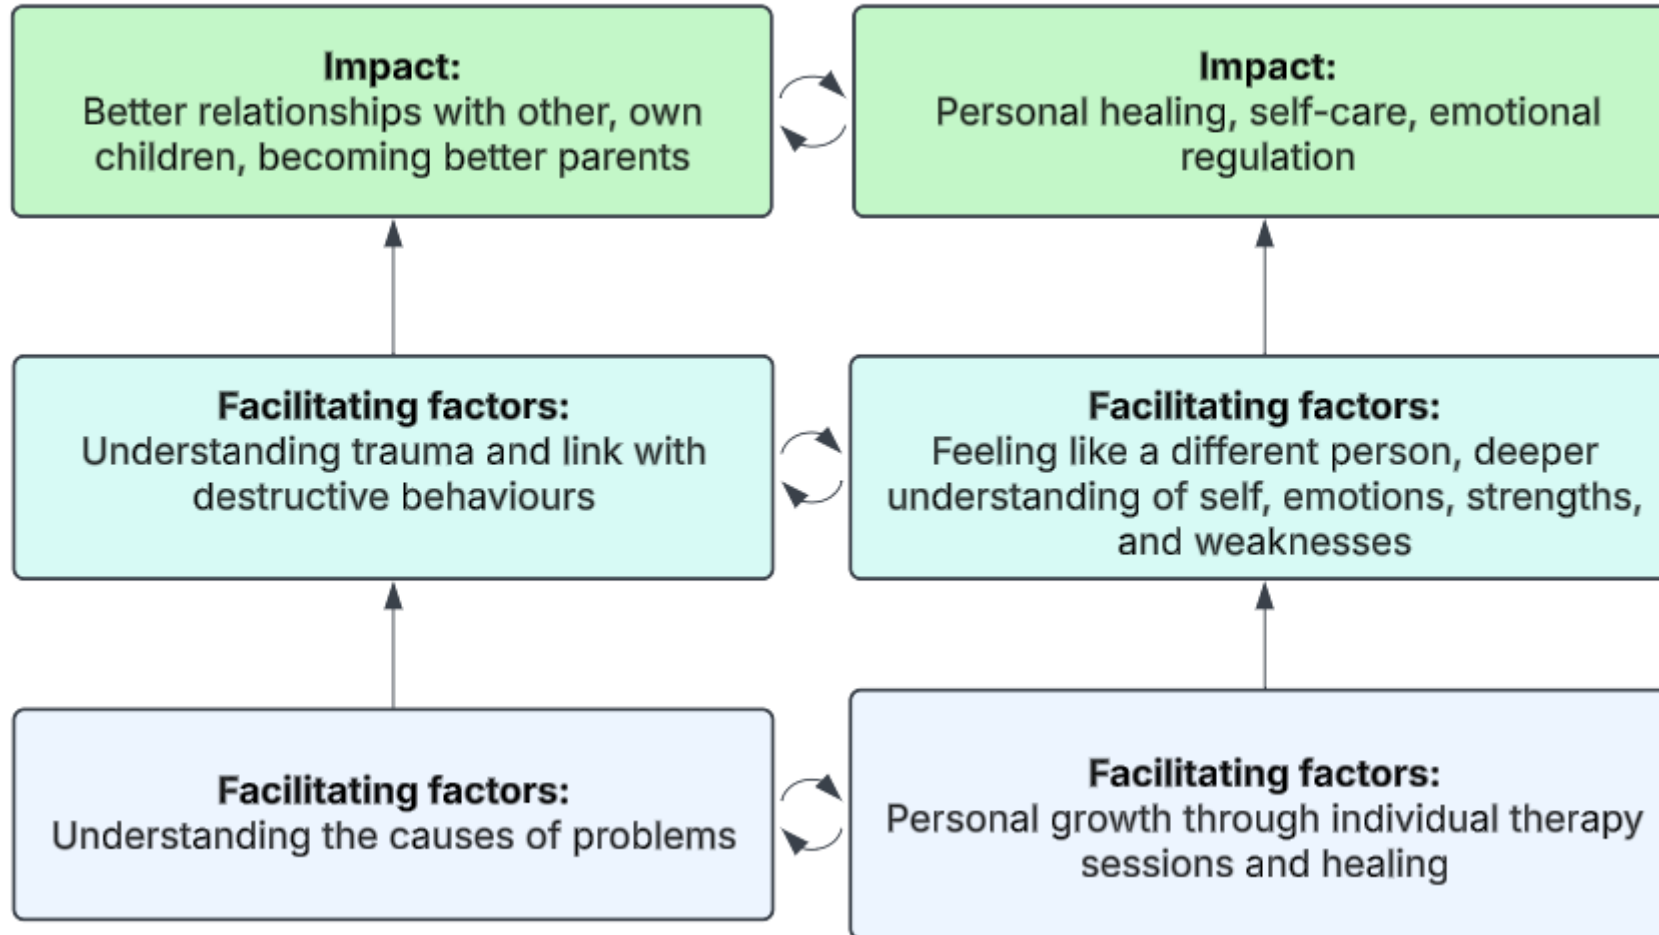 Impact:
Better relationships with other, own
children, becoming better parents
Impact:
Personal healing, self-care, emotional
regulation
Facilitating factors:
Understanding trauma and link with
destructive behaviours
Facilitating factors:
Feeling like a different person, deeper
understanding of self, emotions, strengths,
and weaknesses
Facilitating factors:
Understanding the causes of problems
Facilitating factors:
Personal growth through individual therapy
sessions and healing